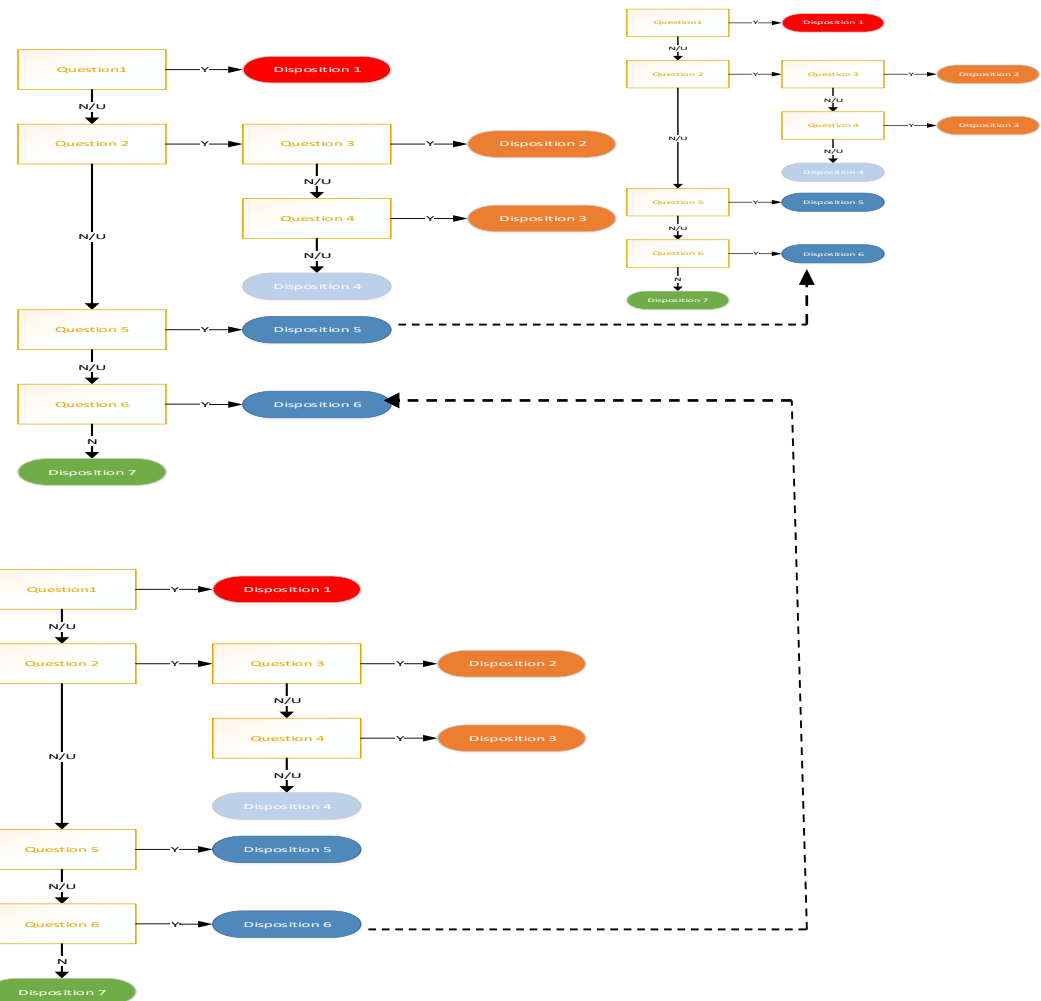 Question1
Y
Disposition 1
N/U
Question 2
Y
Question 3
Y
Disposition 2
N/U
N/U
Question 4
Y
Disposition 3
N/U
Disposition 4
Question 5
Y
Disposition 5
N/U
Question 6
Y
Disposition 6
N
Disposition 7
Question1
Y
Disposition 1
N/U
Question 2
Y
Question 3
Y
Disposition 2
N/U
N/U
Question 4
Y
Disposition 3
N/U
Disposition 4
Question 5
Y
Disposition 5
N/U
Question 6
Y
Disposition 6
N
Disposition 7
Question1
Y
Disposition 1
N/U
Question 2
Y
Question 3
Y
Disposition 2
N/U
Question 4
Y
Disposition 3
N/U
N/U
Disposition 4
Question 5
Y
Disposition 5
N/U
Question 6
Y
Disposition 6
N
Disposition 7